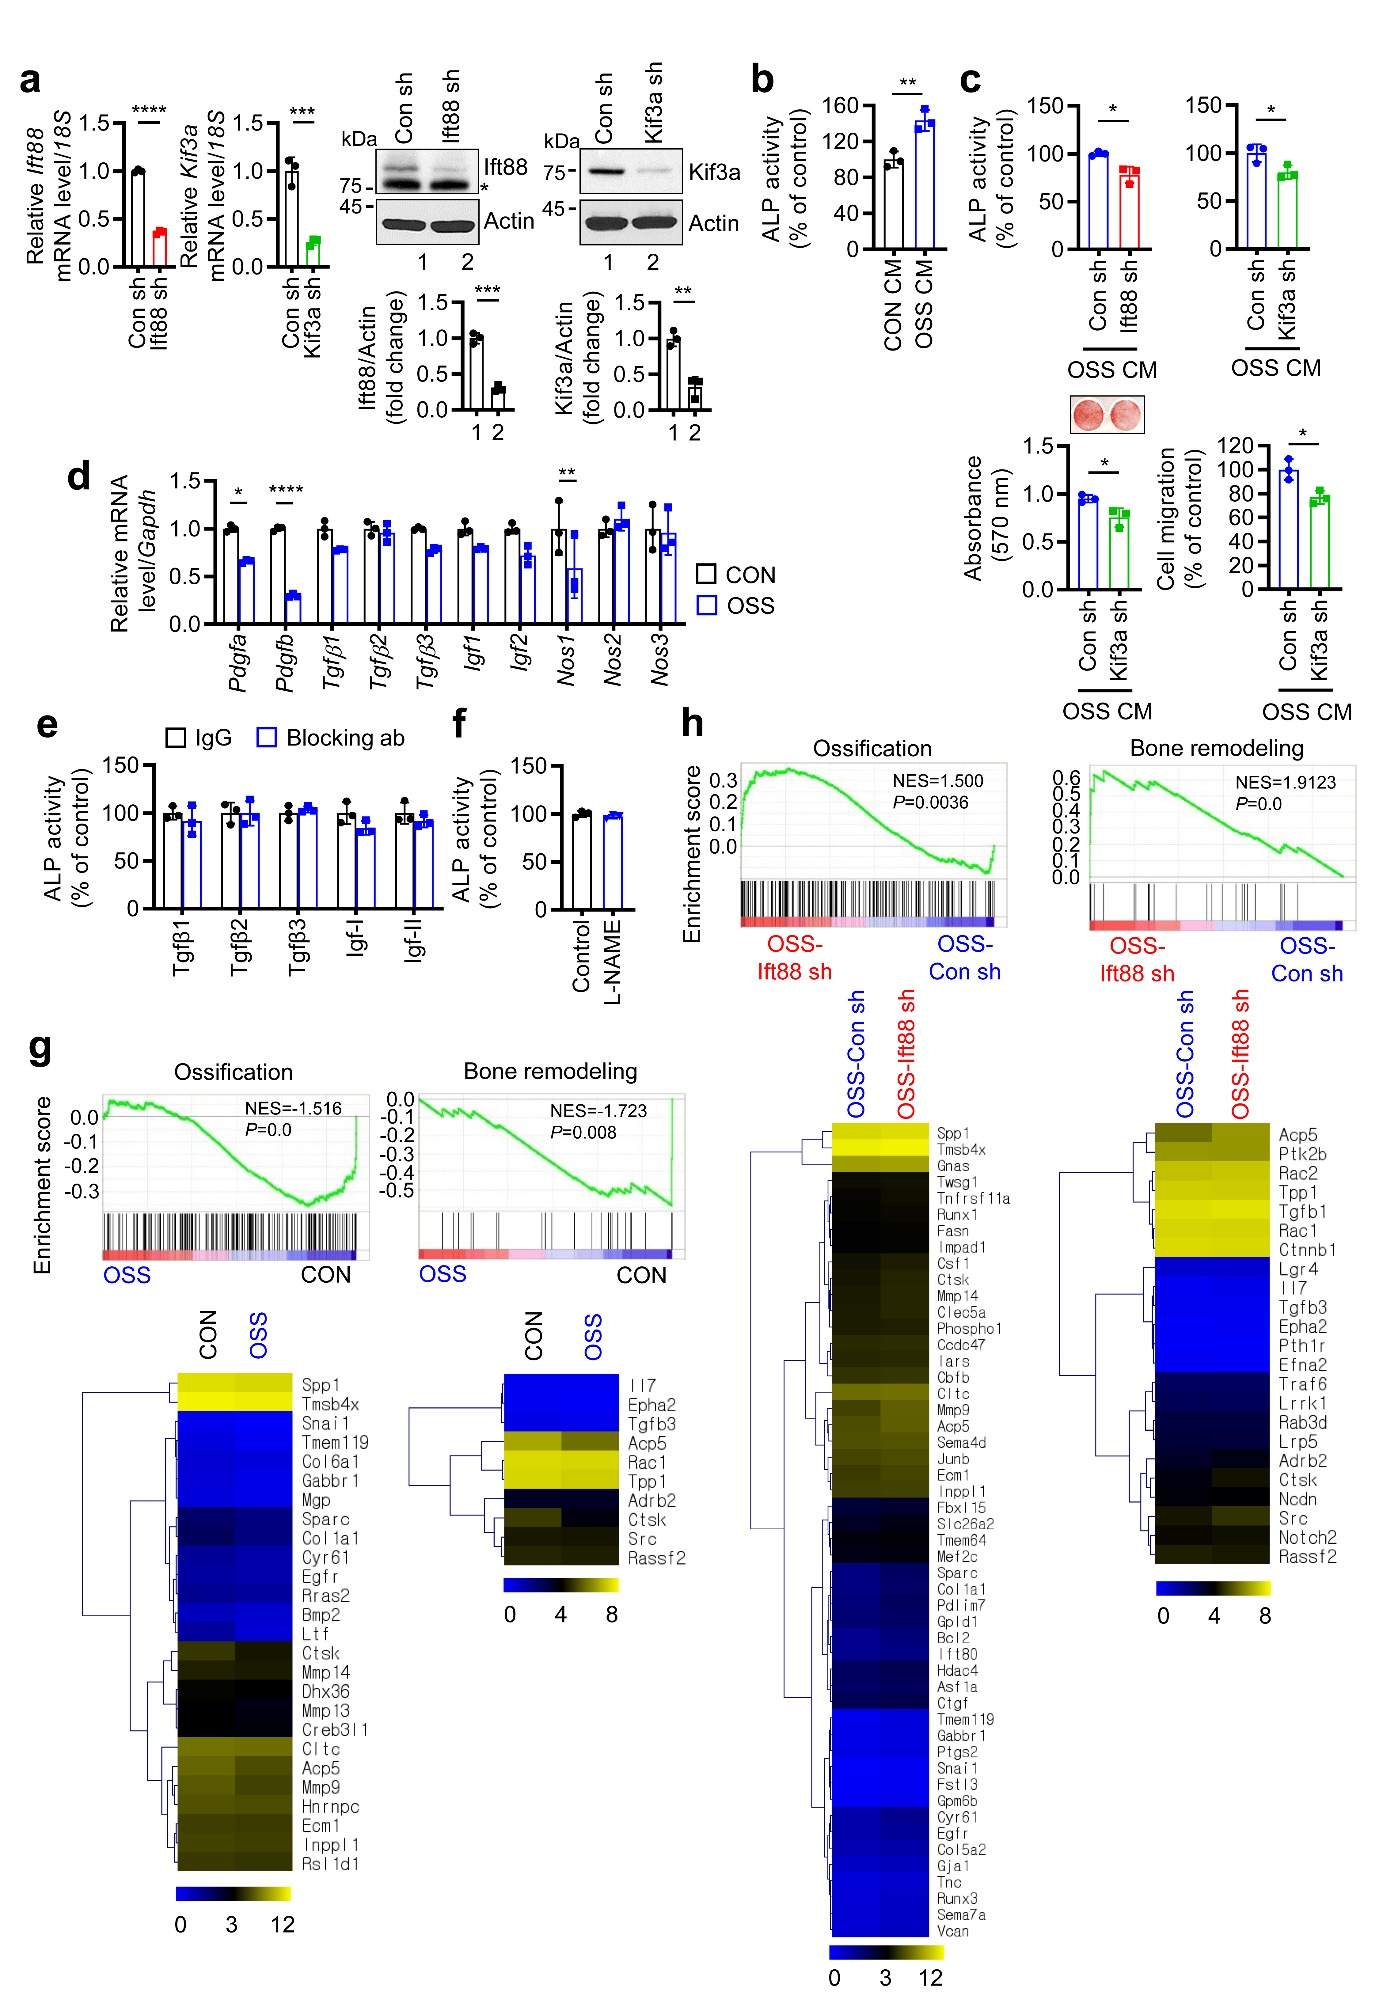 a
Relative Ift88
mRNA level/18S
1.5
1.0
0.5
0.0
****
Con sh
Ift88 sh
Relative Kif3a
mRNA level/18S
1.5
1.0
0.5
0.0
***
Con sh
Kif3a sh
kDa
Con sh
Ift88 sh
75
45
Ift88
*
Actin
1 2
kDa
Con sh
Kif3a sh
75
45
Kif3a
Actin
1 2
Ift88/Actin
(fold change)
1.5
1.0
0.5
0.0
***
1 2
Kif3a/Actin
(fold change)
1.5
1.0
0.5
0.0
**
1 2
b
ALP activity
(% of control)
160
120
80
40
0
**
CON CM
OSS CM
c
ALP activity
(% of control)
150
100
50
0
*
Con sh
Ift88 sh
OSS CM
150
100
50
0
*
Con sh
Kif3a sh
OSS CM
Absorbance
(570 nm)
1.5
1.0
0.5
0.0
*
Con sh
Kif3a sh
OSS CM
Cell migration
(% of control)
120
100
80
60
40
20
0
*
Con sh
Kif3a sh
OSS CM
d
Relative mRNA
level/Gapdh
1.5
1.0
0.5
0.0
*
****
**
Pdgfa
Pdgfb
Tgfβ1
Tgfβ2
Tgfβ3
Igf1
Igf2
Nos1
Nos2
Nos3
CON
OSS
e
IgG
Blocking ab
ALP activity
(% of control)
150
100
50
0
Tgfβ1
Tgfβ2
Tgfβ3
Igf-I
Igf-II
f
ALP activity
(% of control)
150
100
50
0
Control
L-NAME
g
Enrichment score
Ossification
NES=-1.516
P=0.0
0.0
-0.1
-0.2
-0.3
OSS
CON
Bone remodeling
NES=-1.723
P=0.008
0.0
-0.1
-0.2
-0.3
-0.4
-0.5
OSS
CON
CON
OSS
Spp1
Tmsb4x
Snai1
Tmem119
Col6a1
Gabbr1
Mgp
Sparc
Col1a1
Cyr61
Egfr
Rras2
Bmp2
Ltf
Ctsk
Mmp14
Dhx36
Mmp13
Creb3l1
Cltc
Acp5
Mmp9
Hnrnpc
Ecm1
Inppl1
Rsl1d1
0 3 12
CON
OSS
Il7
Epha2
Tgfb3
Acp5
Rac1
Tpp1
Adrb2
Ctsk
Src
Rassf2
0 4 8
h
Enrichment score
Ossification
NES=1.500
P=0.0036
0.3
0.2
0.1
0.0
OSS-
Ift88 sh
OSS-
Con sh
Bone remodeling
NES=1.9123
P=0.0
0.6
0.5
0.4
0.3
0.2
0.1
0.0
OSS-
Ift88 sh
OSS-
Con sh
OSS-Con sh
OSS-Ift88 sh
Spp1
Tmsb4x
Gnas
Twsg1
Tnfrsf11a
Runx1
Fasn
Impad1
Csf1
Ctsk
Mmp14
Clec5a
Phospho1
Ccdc47
Iars
Cbfb
Cltc
Mmp9
Acp5
Sema4d
Junb
Ecm1
Inppl1
Fbxl15
Slc26a2
Tmem64
Mef2c
Sparc
Col1a1
Pdlim7
Gpld1
Bcl2
Ift80
Hdac4
Asf1a
Ctgf
Tmem119
Gabbr1
Ptgs2
Snai1
Fstl3
Gpm6b
Cyr61
Egfr
Col5a2
Gja1
Tnc
Runx3
Sema7a
Vcan
0 3 12
OSS-Con sh
OSS-Ift88 sh
Acp5
Ptk2b
Rac2
Tpp1
Tgfb1
Rac1
Ctnnb1
Lgr4
Il7
Tgfb3
Epha2
Pth1r
Efna2
Traf6
Lrrk1
Rab3d
Lrp5
Adrb2
Ctsk
Ncdn
Src
Notch2
Rassf2
0 4 8